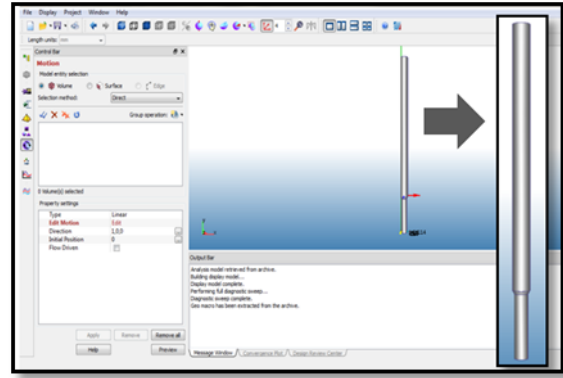 File Display Project Window Help
Length units: mm
Control Bar
Motion
Model entity selection
Volume Surface Edge
Selection method: Direct
Group operation:
0 Volume(s) selected
Property settings
Type Linear
Edit Motion Edit
Direction 1,0,0
Initial Position 0
Flow Driven
Apply Remove Remove all
Help Preview
Output Bar
Analysis model retrieved from archive.
Building display model...
Display model complete.
Performing full diagnostic sweep...
Diagnostic sweep complete.
Geo macro has been extracted from the archive.
Message Window Convergence Plot Design Review Center